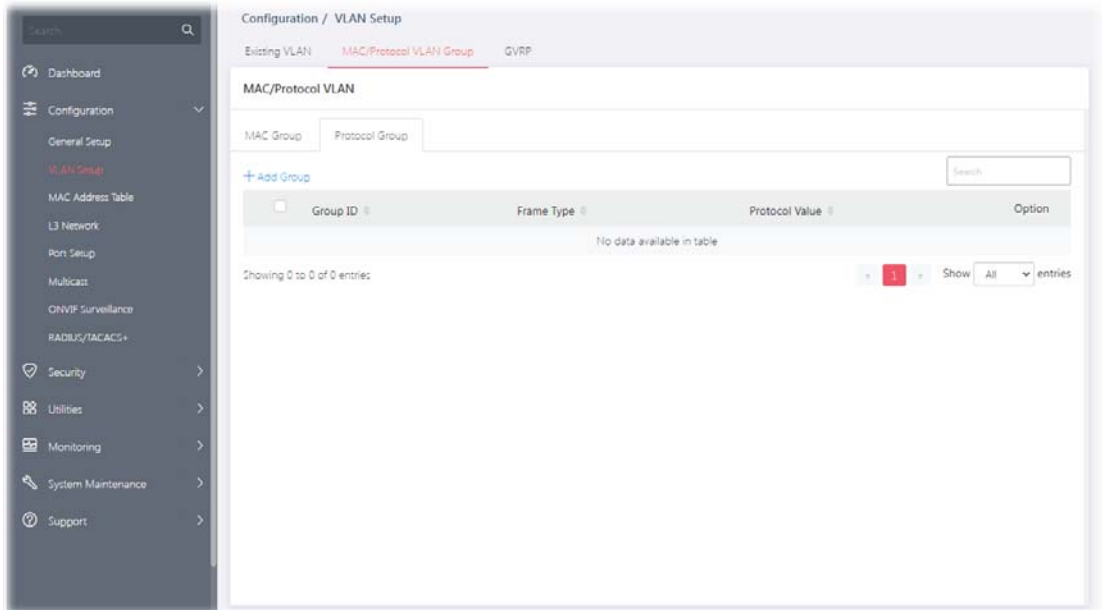 Search
Dashboard
Configuration
General Setup
VLAN Setup
MAC Address Table
L3 Network
Port Setup
Multicast
ONVIF Surveillance
RADIUS/TACACS+
Security
Utilities
Monitoring
System Maintenance
Support
Configuration / VLAN Setup
Existing VLAN MAC/Protocol VLAN Group GVRP
MAC/Protocol VLAN
MAC Group Protocol Group
+ Add Group Search
Group ID Frame Type Protocol Value Option
No data available in table
Showing 0 to 0 of 0 entries « 1 » Show All entries